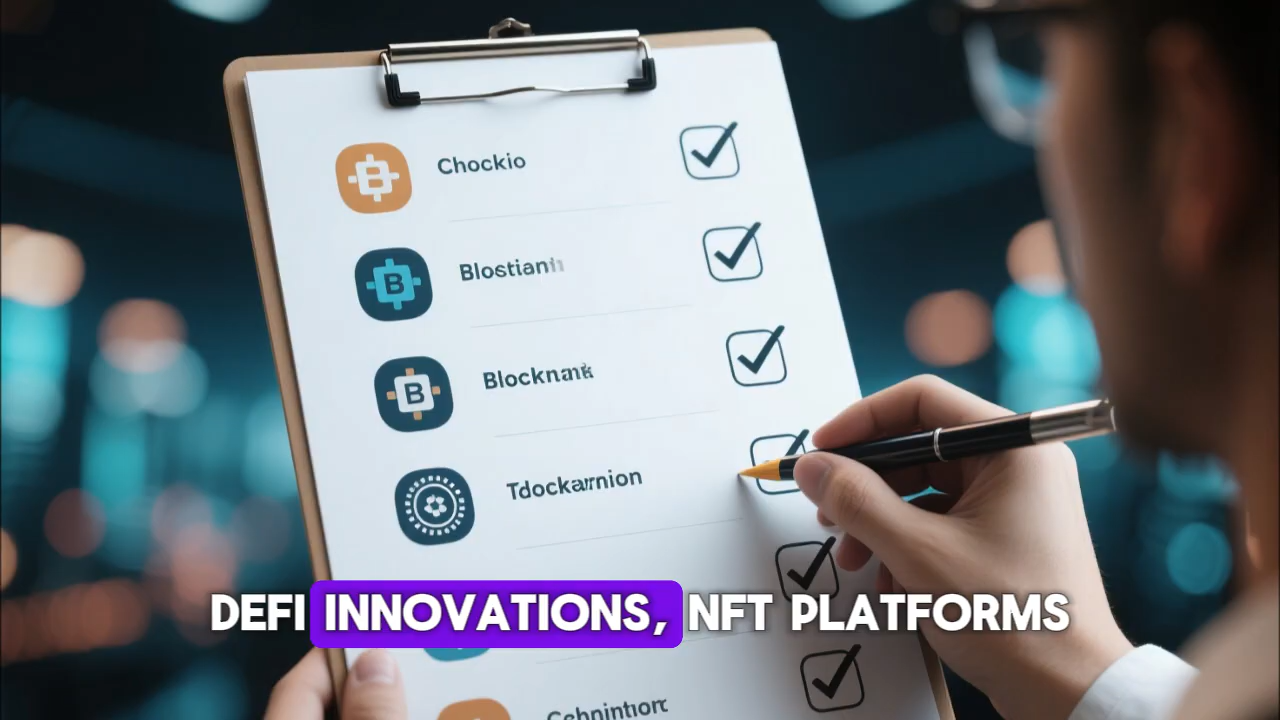 Chockio
Blostianh
Blocknank
Tdockarnion
DEFI INNOVATIONS, NFT PLATFORMS